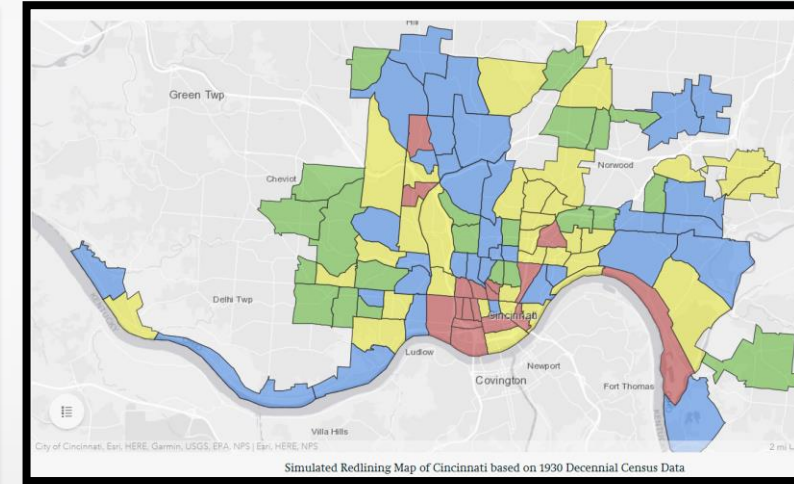 Hill
Green Twp
Norwood
Cheviot
Delhi Twp
KENTUCKY
Cincinnati
Ludlow
Newport
Covington
Fort Thomas
Villa Hills
City of Cincinnati, Esri, HERE, Garmin, USGS, EPA, NPS | Esri, HERE, NPS
2 mi
Simulated Redlining Map of Cincinnati based on 1930 Decennial Census Data